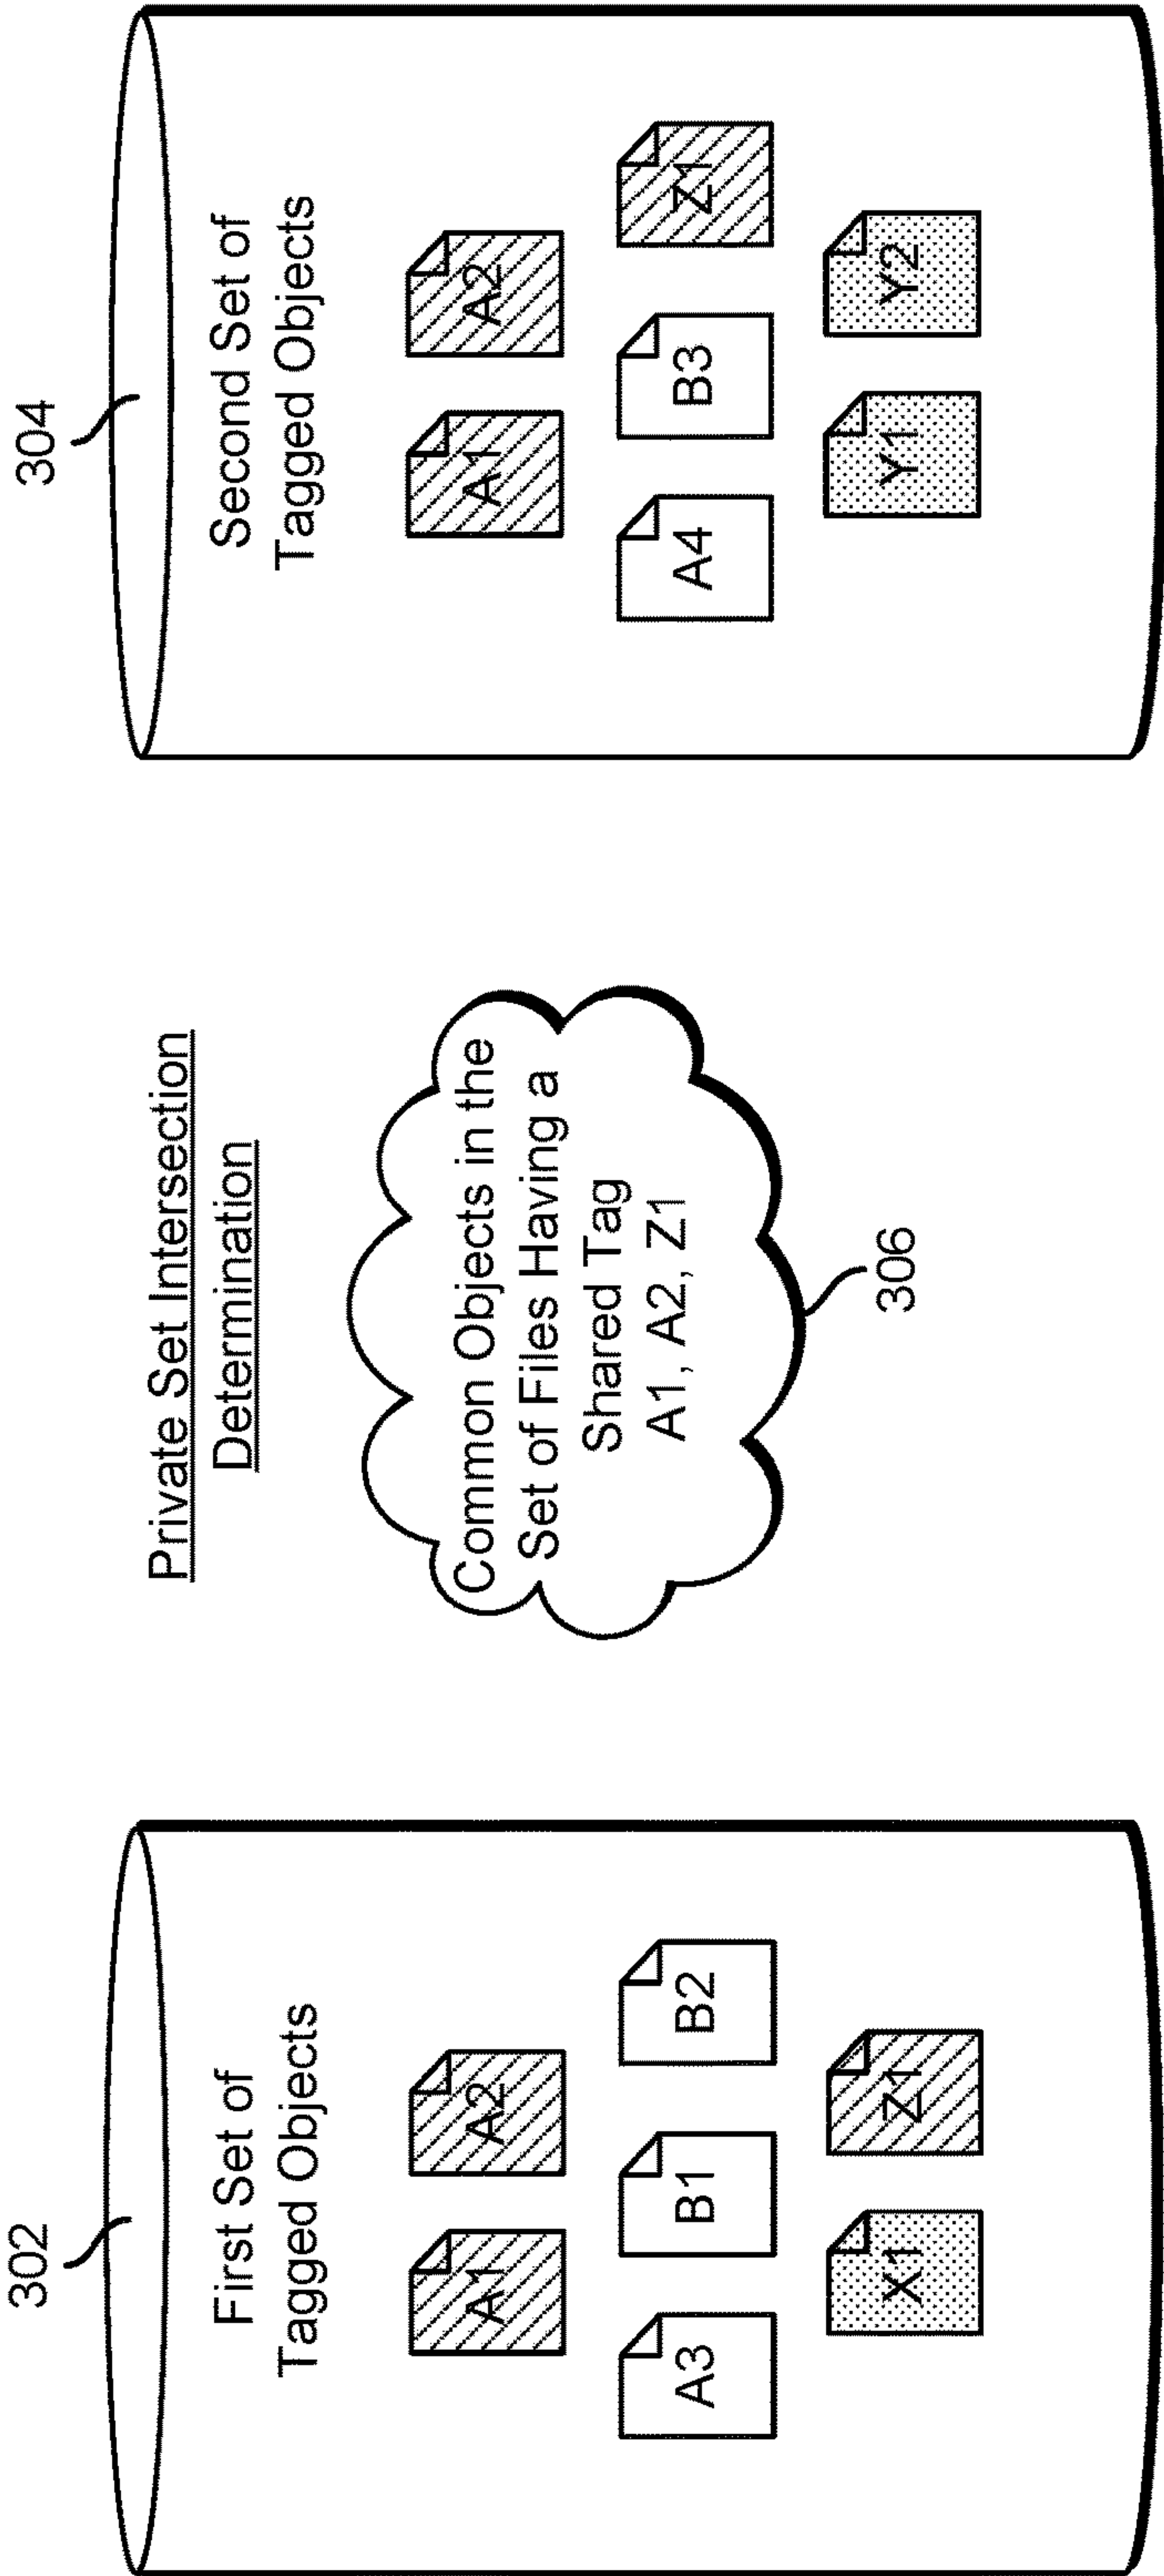 302
First Set of
Tagged Objects
A1 A2
A3 B1 B2
X1 Z1
Private Set Intersection
Determination
Common Objects in the
Set of Files Having a
Shared Tag
A1, A2, Z1
306
304
Second Set of
Tagged Objects
A1 A2
A4 B3 Z1
Y1 Y2